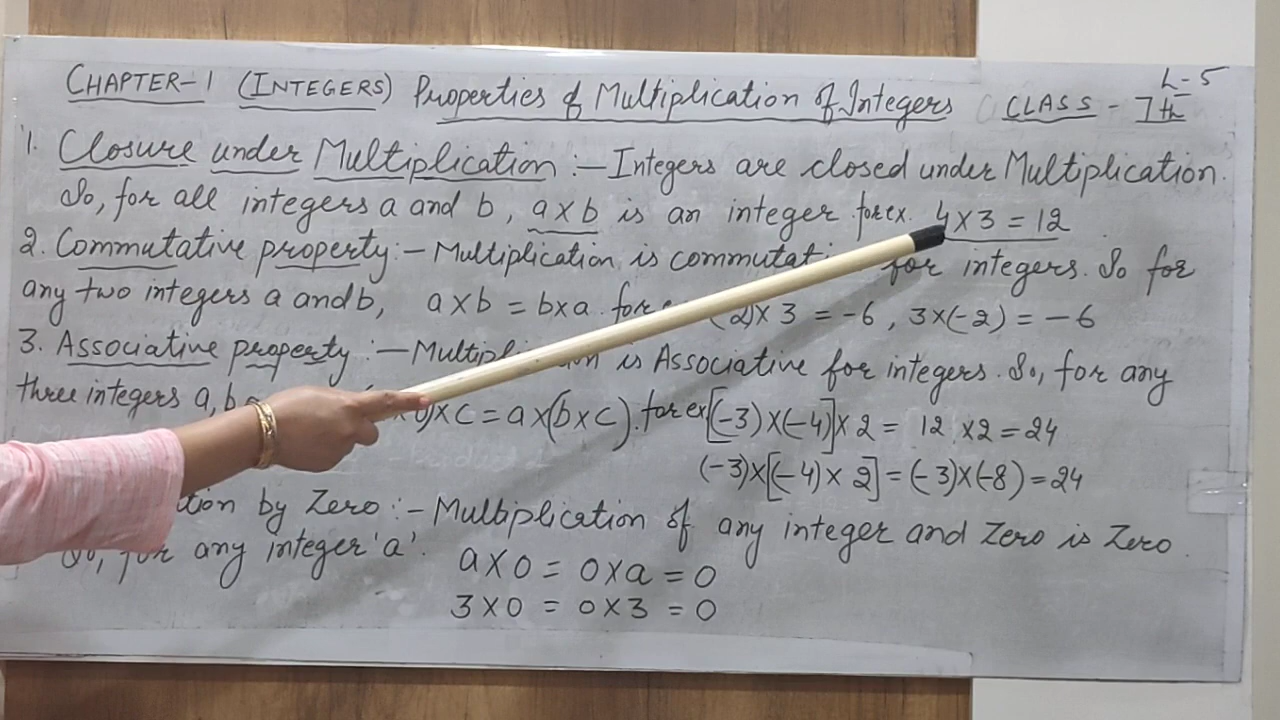 L-5
CHAPTER-1 (INTEGERS) Properties of Multiplication of Integers CLASS - 7th
1. Closure under Multiplication :- Integers are closed under Multiplication.
So, for all integers a and b, a×b is an integer forex. 4×3 = 12
2. Commutative property:- Multiplication is commutati for integers. So for
any two integers a and b, a×b = b×a for 2)×3 = -6, 3×(-2) = -6
3. Associative property :- Multipl is Associative for integers. So, for any
three integers a, b ×b)×c = a×(b×c). for ex [(-3)×(-4)]×2 = 12 ×2 = 24
(-3)×[(-4)×2] = (-3)×(-8) = 24
tion by Zero :- Multiplication of any integer and Zero is Zero.
So, for any integer 'a'.
a×0 = 0×a = 0
3×0 = 0×3 = 0